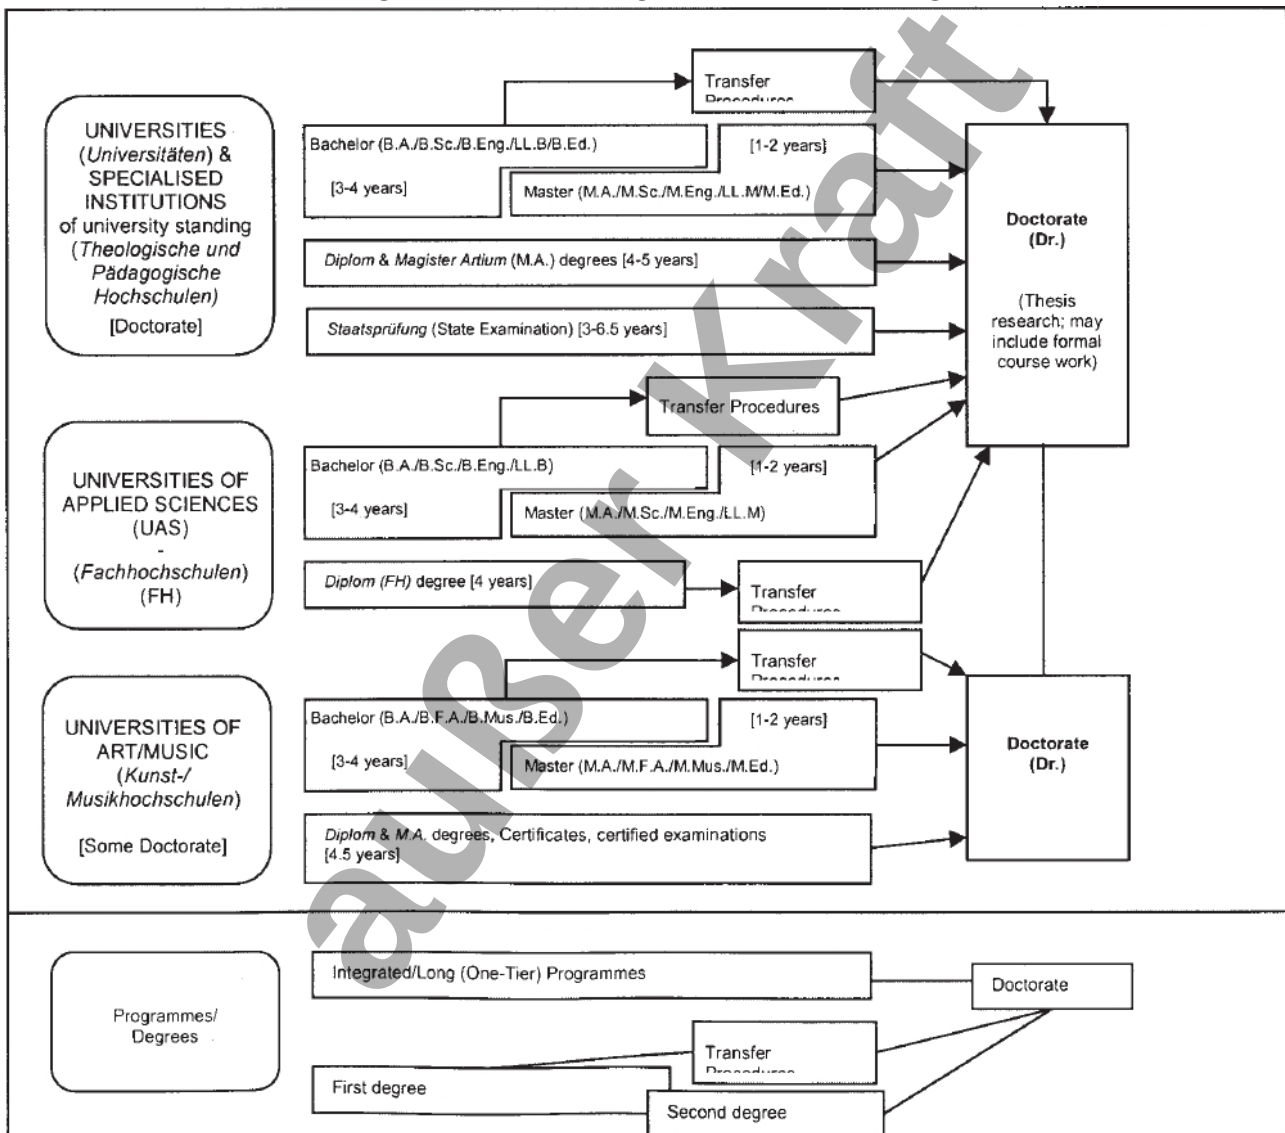 Transfer
Procedures
UNIVERSITIES
(Universitäten) &
SPECIALISED
INSTITUTIONS
of university standing
(Theologische und
Pädagogische
Hochschulen)
[Doctorate]
Bachelor (B.A./B.Sc./B.Eng./LL.B/B.Ed.)
[1-2 years]
[3-4 years]
Master (M.A./M.Sc./M.Eng./LL.M/M.Ed.)
Diplom & Magister Artium (M.A.) degrees [4-5 years]
Staatsprüfung (State Examination) [3-6.5 years]
Doctorate
(Dr.)
(Thesis
research; may
include formal
course work)
Transfer Procedures
UNIVERSITIES OF
APPLIED SCIENCES
(UAS)
-
(Fachhochschulen)
(FH)
Bachelor (B.A./B.Sc./B.Eng./LL.B)
[1-2 years]
[3-4 years]
Master (M.A./M.Sc./M.Eng./LL.M)
Diplom (FH) degree [4 years]
Transfer
Procedures
Transfer
Procedures
UNIVERSITIES OF
ART/MUSIC
(Kunst-/
Musikhochschulen)
[Some Doctorate]
Bachelor (B.A./B.F.A./B.Mus./B.Ed.)
[1-2 years]
[3-4 years]
Master (M.A./M.F.A./M.Mus./M.Ed.)
Diplom & M.A. degrees, Certificates, certified examinations
[4.5 years]
Doctorate
(Dr.)
Programmes/
Degrees
Integrated/Long (One-Tier) Programmes
Doctorate
Transfer
Procedures
First degree
Second degree
außer Kraft